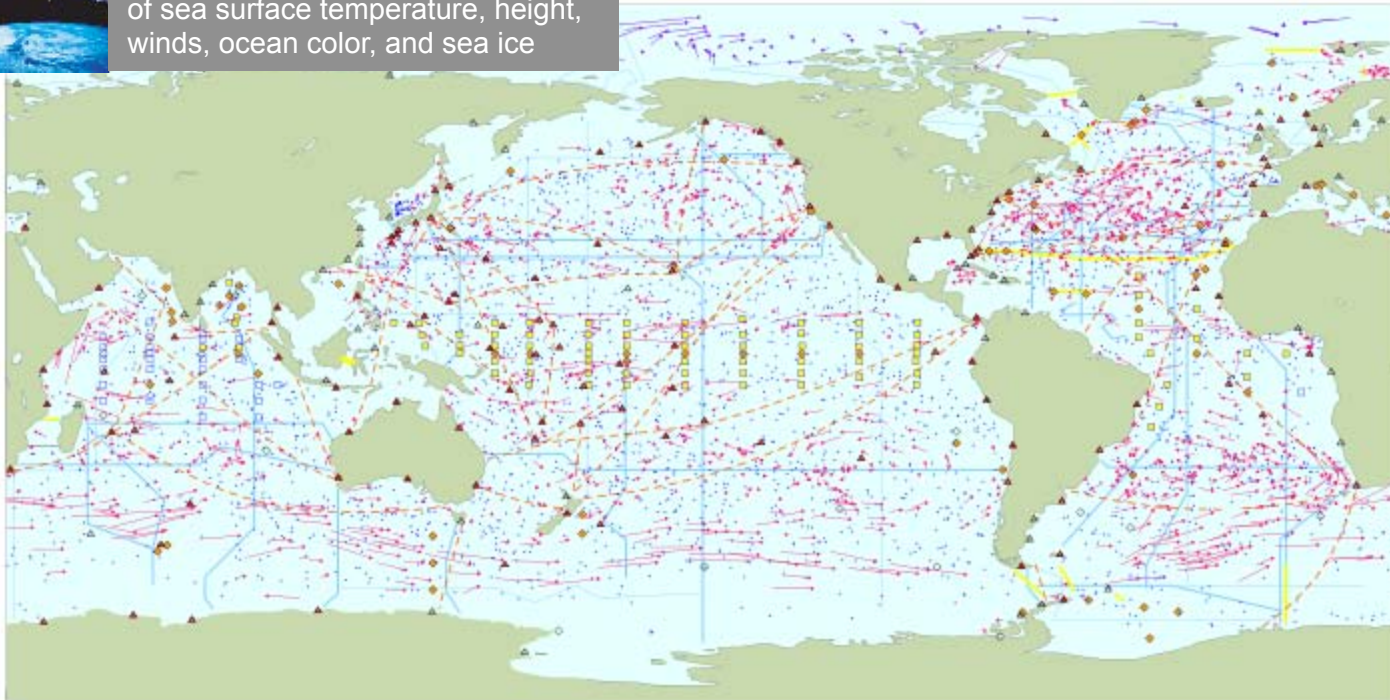 of sea surface temperature, height,
winds, ocean color, and sea ice